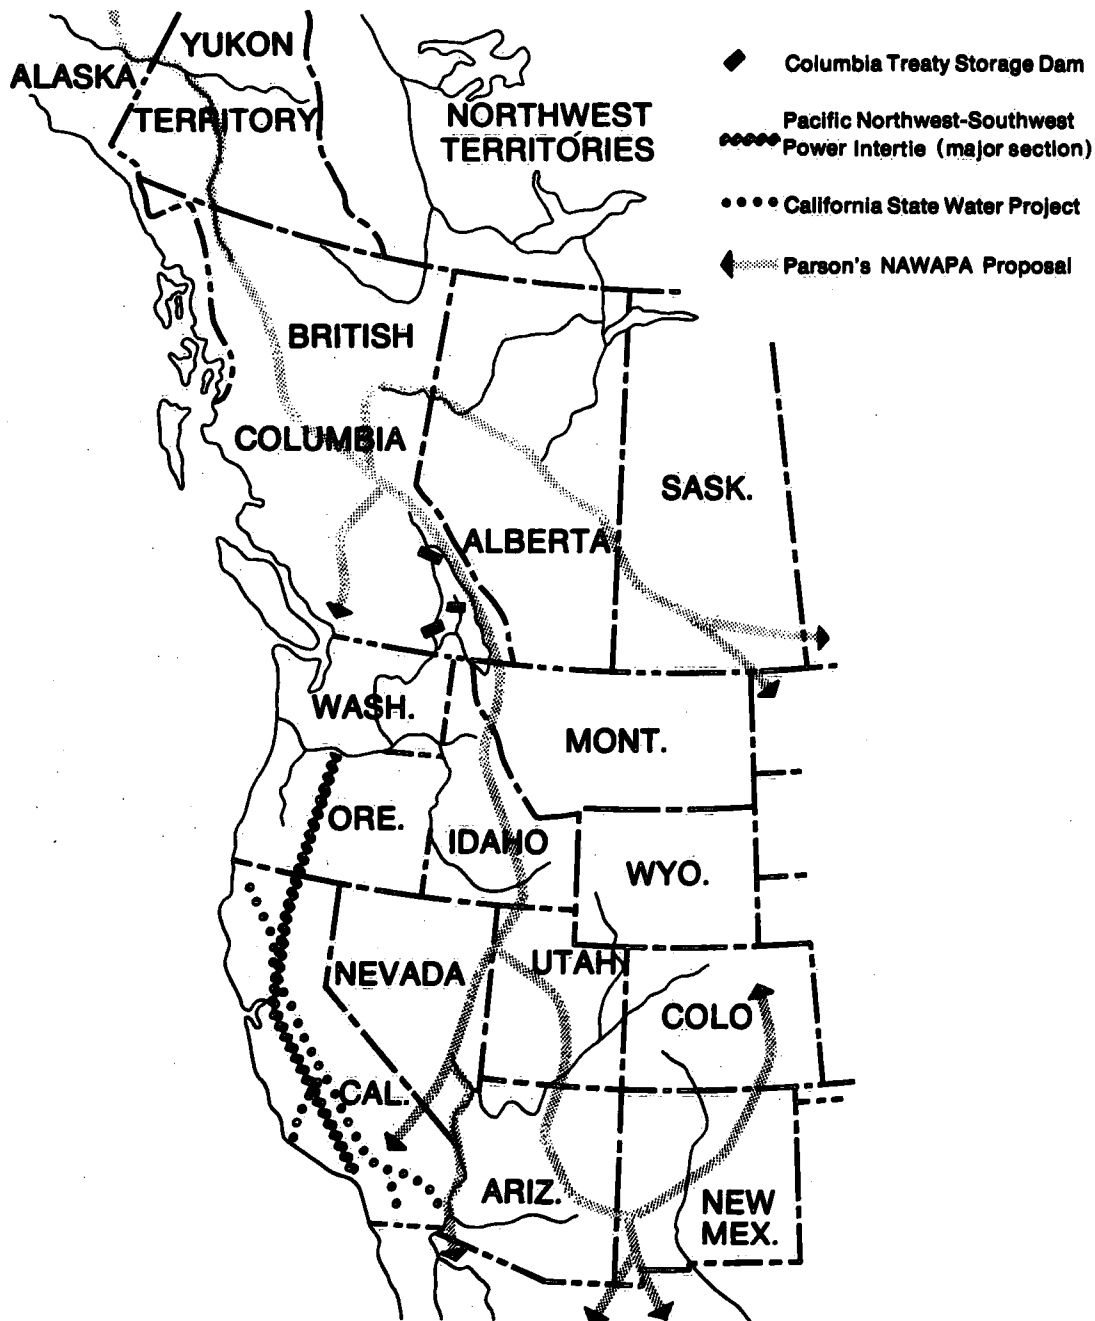 YUKON
ALASKA
TERRITORY
NORTHWEST
TERRITORIES
Columbia Treaty Storage Dam
Pacific Northwest-Southwest
Power Intertie (major section)
California State Water Project
Parson's NAWAPA Proposal
BRITISH
COLUMBIA
SASK.
ALBERTA
WASH.
MONT.
ORE.
IDAHO
WYO.
NEVADA
UTAH
COLO
CAL.
ARIZ.
NEW
MEX.